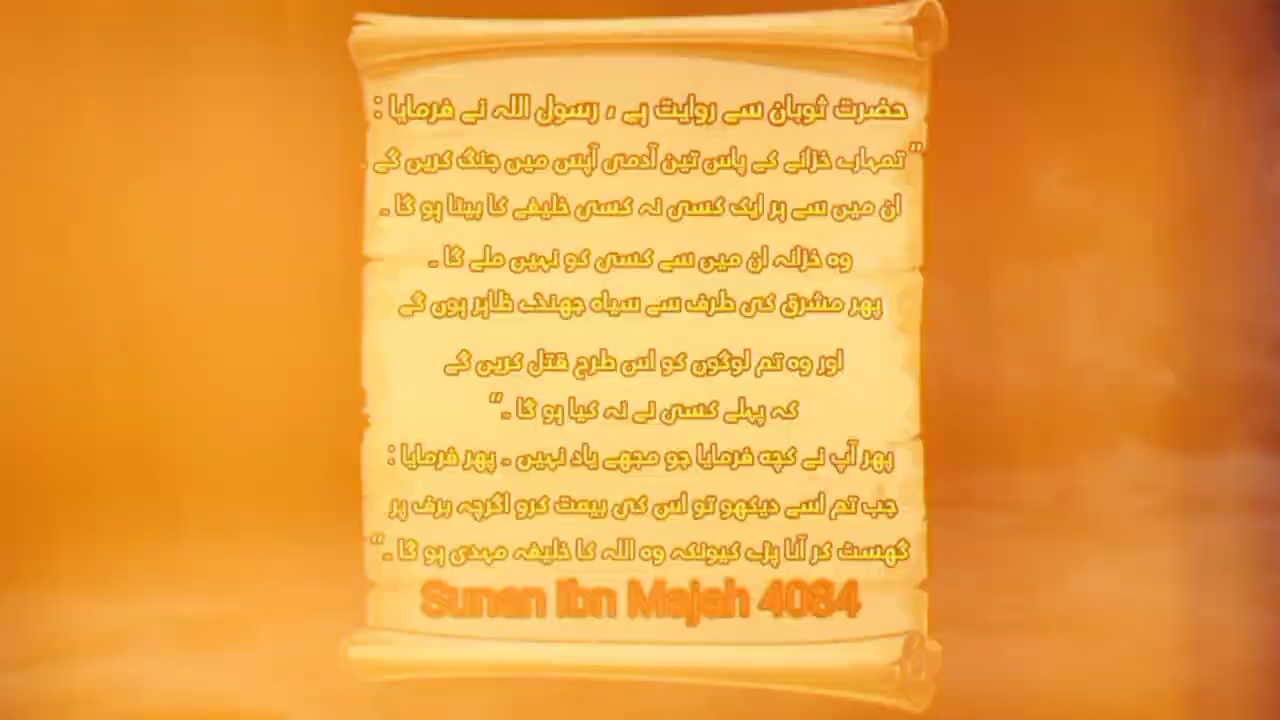 حضرت ثوبان سے روایت ہے ، رسول اللہ نے فرمایا :
” تمہارے خزانے کے پاس تین آدمی آپس میں جنگ کریں گے ۔
ان میں سے ہر ایک کسی نہ کسی خلیفے کا بیٹا ہو گا ۔
وہ خزانہ ان میں سے کسی کو نہیں ملے گا ۔
پھر مشرق کی طرف سے سیاہ جھنڈے ظاہر ہوں گے
اور وہ تم لوگوں کو اس طرح قتل کریں گے
کہ پہلے کسی نے نہ کیا ہو گا ۔“
پھر آپ نے کچھ فرمایا جو مجھے یاد نہیں ۔ پھر فرمایا :
جب تم اسے دیکھو تو اس کی بیعت کرو اگرچہ برف پر
گھسٹ کر آنا پڑے کیونکہ وہ اللہ کا خلیفہ مہدی ہو گا ۔“
Sunan Ibn Majah 4084